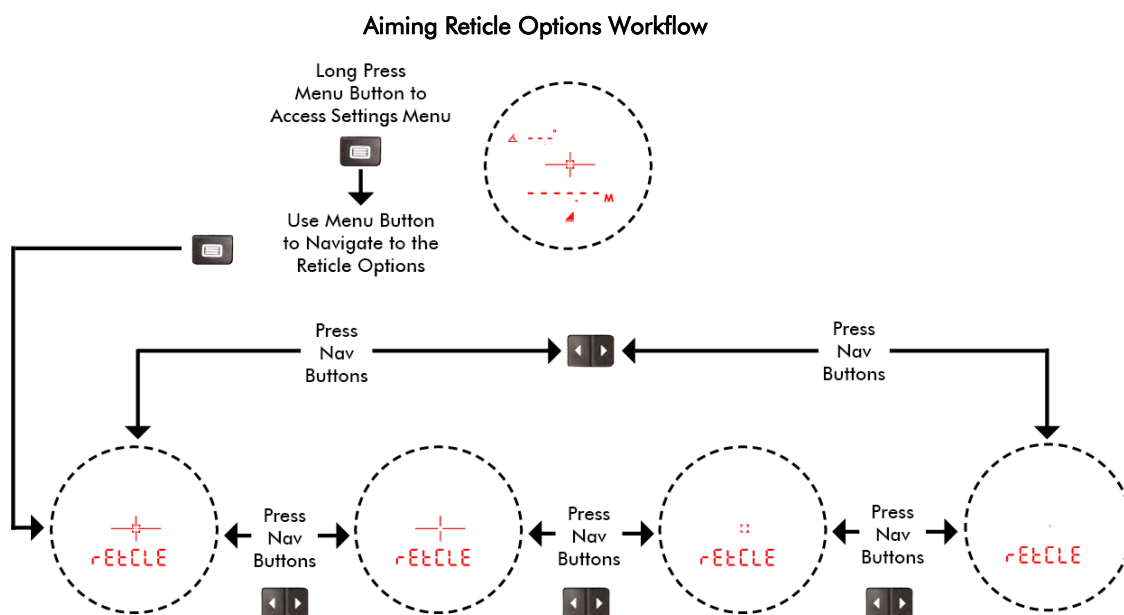 Aiming Reticle Options Workflow
Long Press
Menu Button to
Access Settings Menu
∡ ---°
------ M
Use Menu Button
to Navigate to the
Reticle Options
Press
Nav
Buttons
Press
Nav
Buttons
rEtCLE
Press
Nav
Buttons
rEtCLE
Press
Nav
Buttons
rEtCLE
Press
Nav
Buttons
rEtCLE